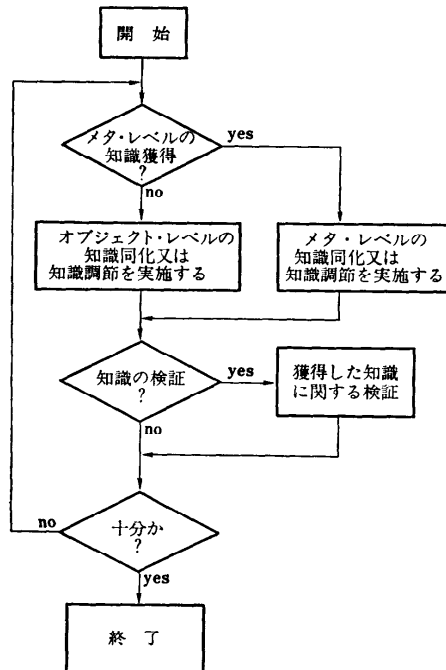 開始
メタ・レベルの
知識獲得
?
yes
no
オブジェクト・レベルの
知識同化又は
知識調節を実施する
メタ・レベルの
知識同化又は
知識調節を実施する
知識の検証
?
yes
獲得した知識
に関する検証
no
十分か
?
no
yes
終了